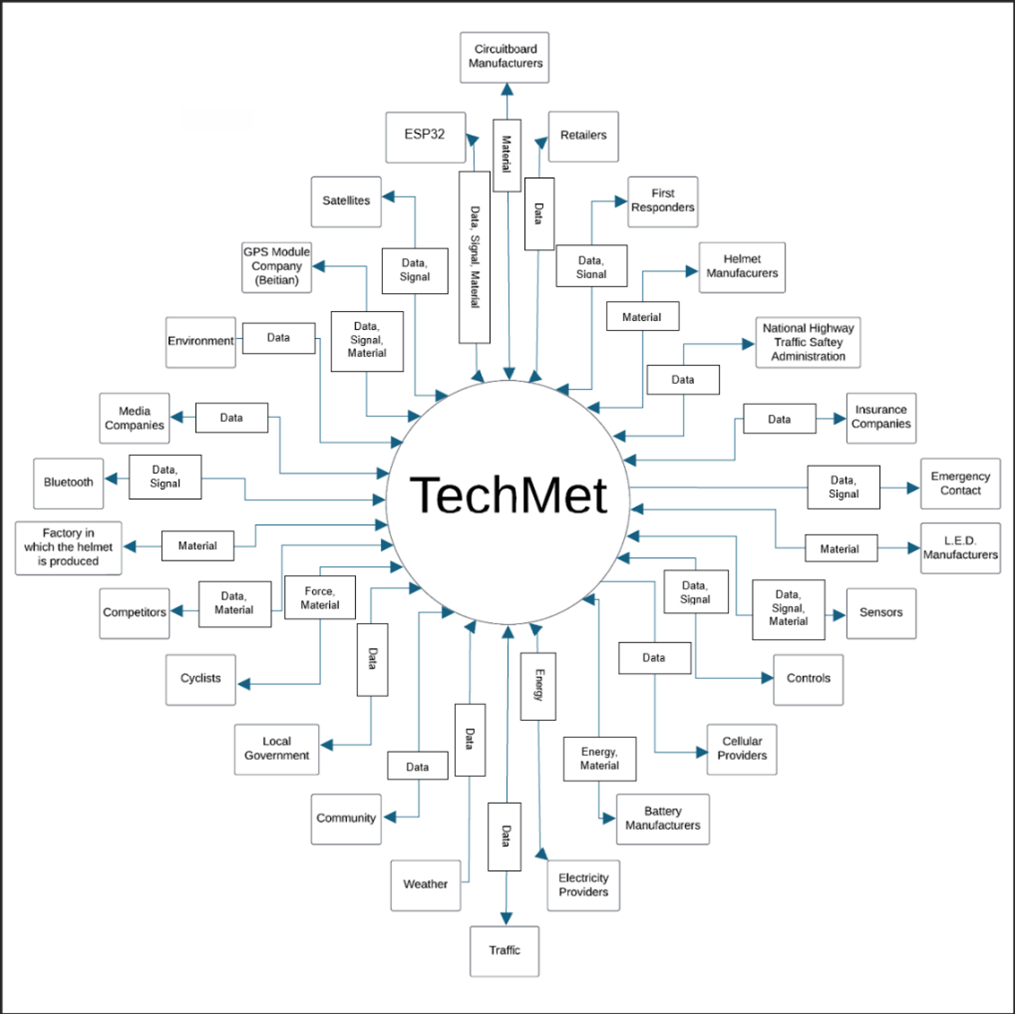 Circuitboard
Manufacturers
ESP32
Material
Retailers
Satellites
Data, Signal, Material
Data
First
Responders
GPS Module
Company
(Beitian)
Data,
Signal
Data,
Signal
Helmet
Manufacurers
Environment
Data
Data,
Signal,
Material
Material
National Highway
Traffic Saftey
Administration
Data
Media
Companies
Data
Data
Insurance
Companies
Bluetooth
Data,
Signal
TechMet
Data,
Signal
Emergency
Contact
Factory in
which the helmet
is produced
Material
Material
L.E.D.
Manufacturers
Competitors
Data,
Material
Force,
Material
Data,
Signal
Data,
Signal,
Material
Sensors
Cyclists
Data
Energy
Data
Controls
Local
Government
Data
Data
Energy,
Material
Cellular
Providers
Community
Data
Battery
Manufacturers
Weather
Electricity
Providers
Traffic